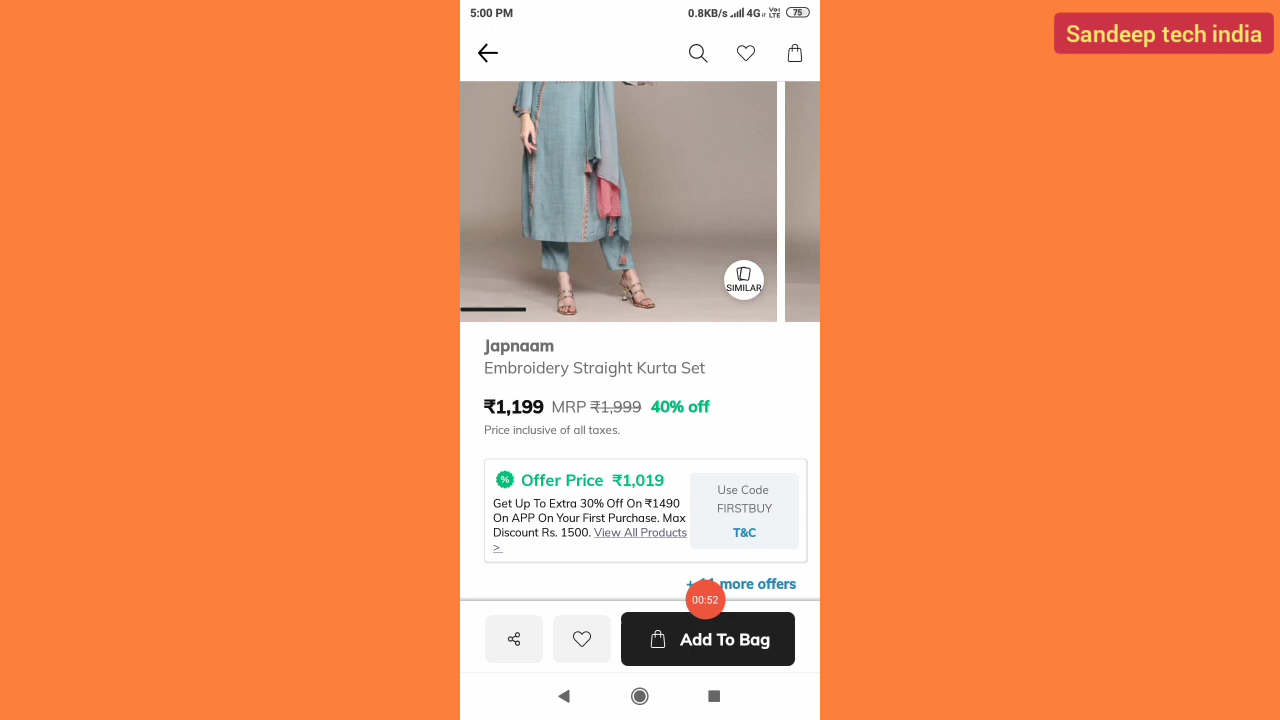 5:00 PM 0.8KB/s 4G Vo LTE 75
Sandeep tech india
SIMILAR
Japnaam
Embroidery Straight Kurta Set
₹1,199 MRP ₹1,999 40% off
Price inclusive of all taxes.
% Offer Price ₹1,019
Get Up To Extra 30% Off On ₹1490
On APP On Your First Purchase. Max
Discount Rs. 1500. View All Products
>
Use Code
FIRSTBUY
T&C
more offers
00:52
Add To Bag